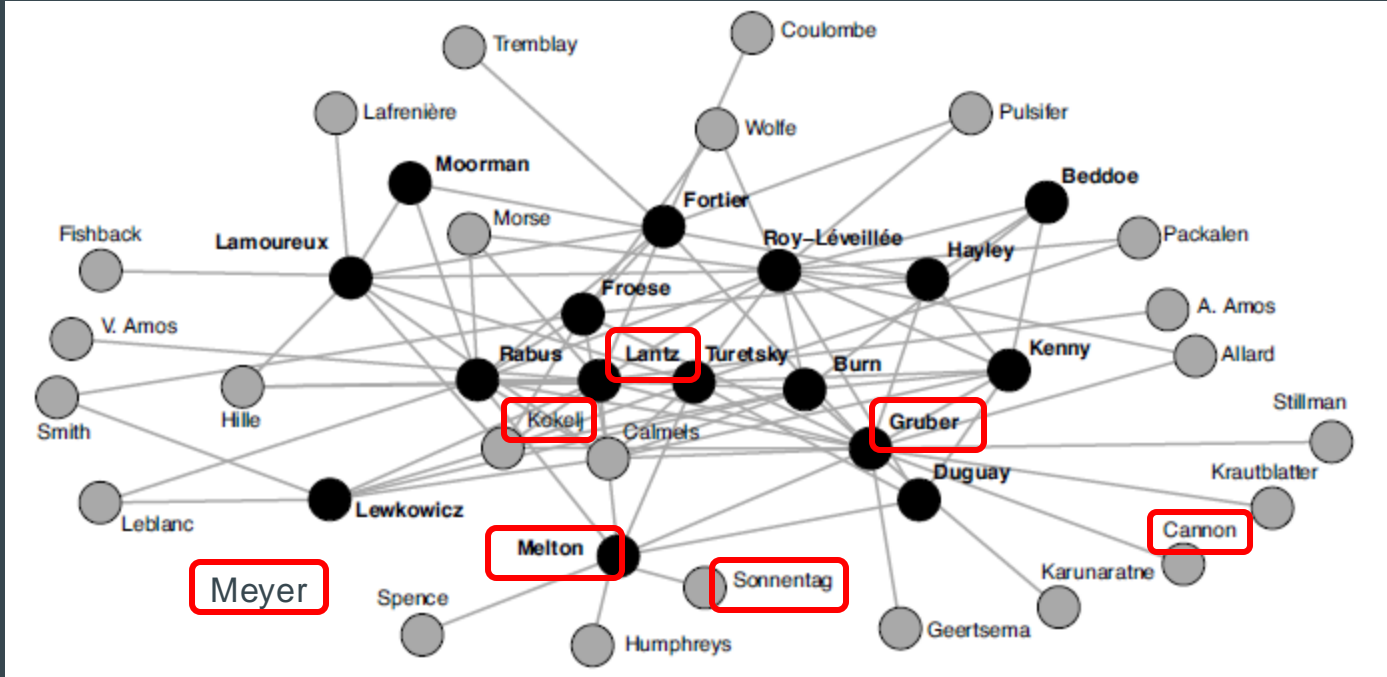 Coulombe
Tremblay
Lafrenière
Pulsifer
Wolfe
Moorman
Beddoe
Fortier
Morse
Fishback
Packalen
Roy–Léveillée
Lamoureux
Hayley
Froese
A. Amos
V. Amos
Kenny
Rabus
Lantz
Turetsky
Allard
Burn
Stillman
Hille
Kokelj
Gruber
Smith
Calmels
Duguay
Krautblatter
Lewkowicz
Leblanc
Cannon
Melton
Karunaratne
Sonnentag
Meyer
Spence
Geertsema
Humphreys